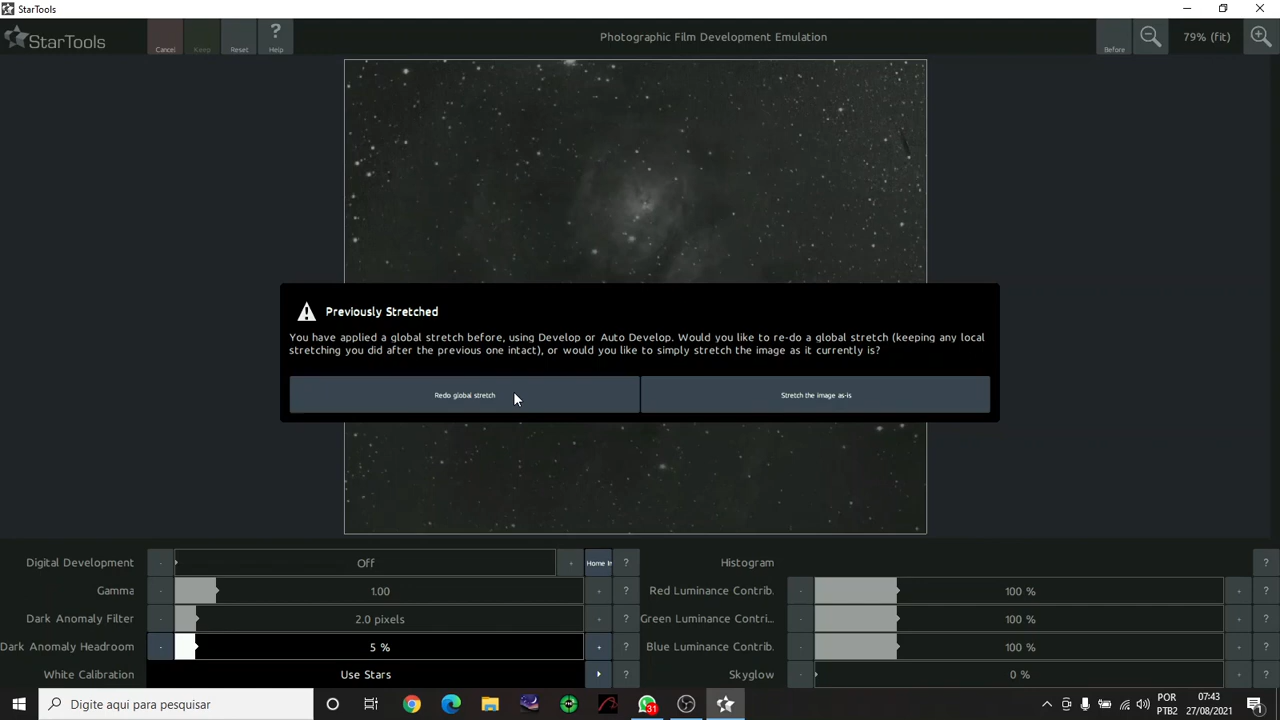 StarTools
StarTools
Cancel
Keep
Reset
?
Help
Photographic Film Development Emulation
Before
79% (fit)
Previously Stretched
You have applied a global stretch before, using Develop or Auto Develop. Would you like to re-do a global stretch (keeping any local
stretching you did after the previous one intact), or would you like to simply stretch the image as it currently is?
Redo global stretch
Stretch the image as-is
Digital Development - Off + Home In ?
Histogram ?
Gamma - 1.00 + ?
Red Luminance Contrib. - 100 % + ?
Dark Anomaly Filter - 2.0 pixels + ?
Green Luminance Contri... - 100 % + ?
Dark Anomaly Headroom - 5 % + ?
Blue Luminance Contrib. - 100 % + ?
White Calibration Use Stars ?
Skyglow - 0 % + ?
Digite aqui para pesquisar
31
POR
PTB2
07:43
27/08/2021
1